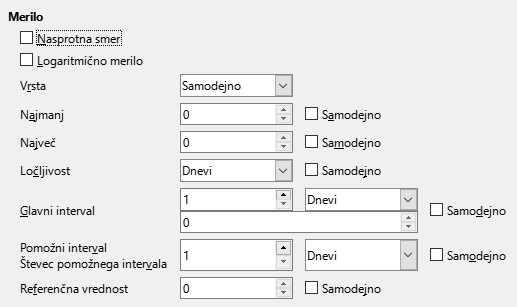 Merilo
Nasprotna smer
Logaritmično merilo
Vrsta Samodejno
Najmanj 0 Samodejno
Največ 0 Samodejno
Ločljivost Dnevi Samodejno
Glavni interval 1 Dnevi Samodejno
0
Pomožni interval
Števec pomožnega intervala 1 Dnevi Samodejno
Referenčna vrednost 0 Samodejno